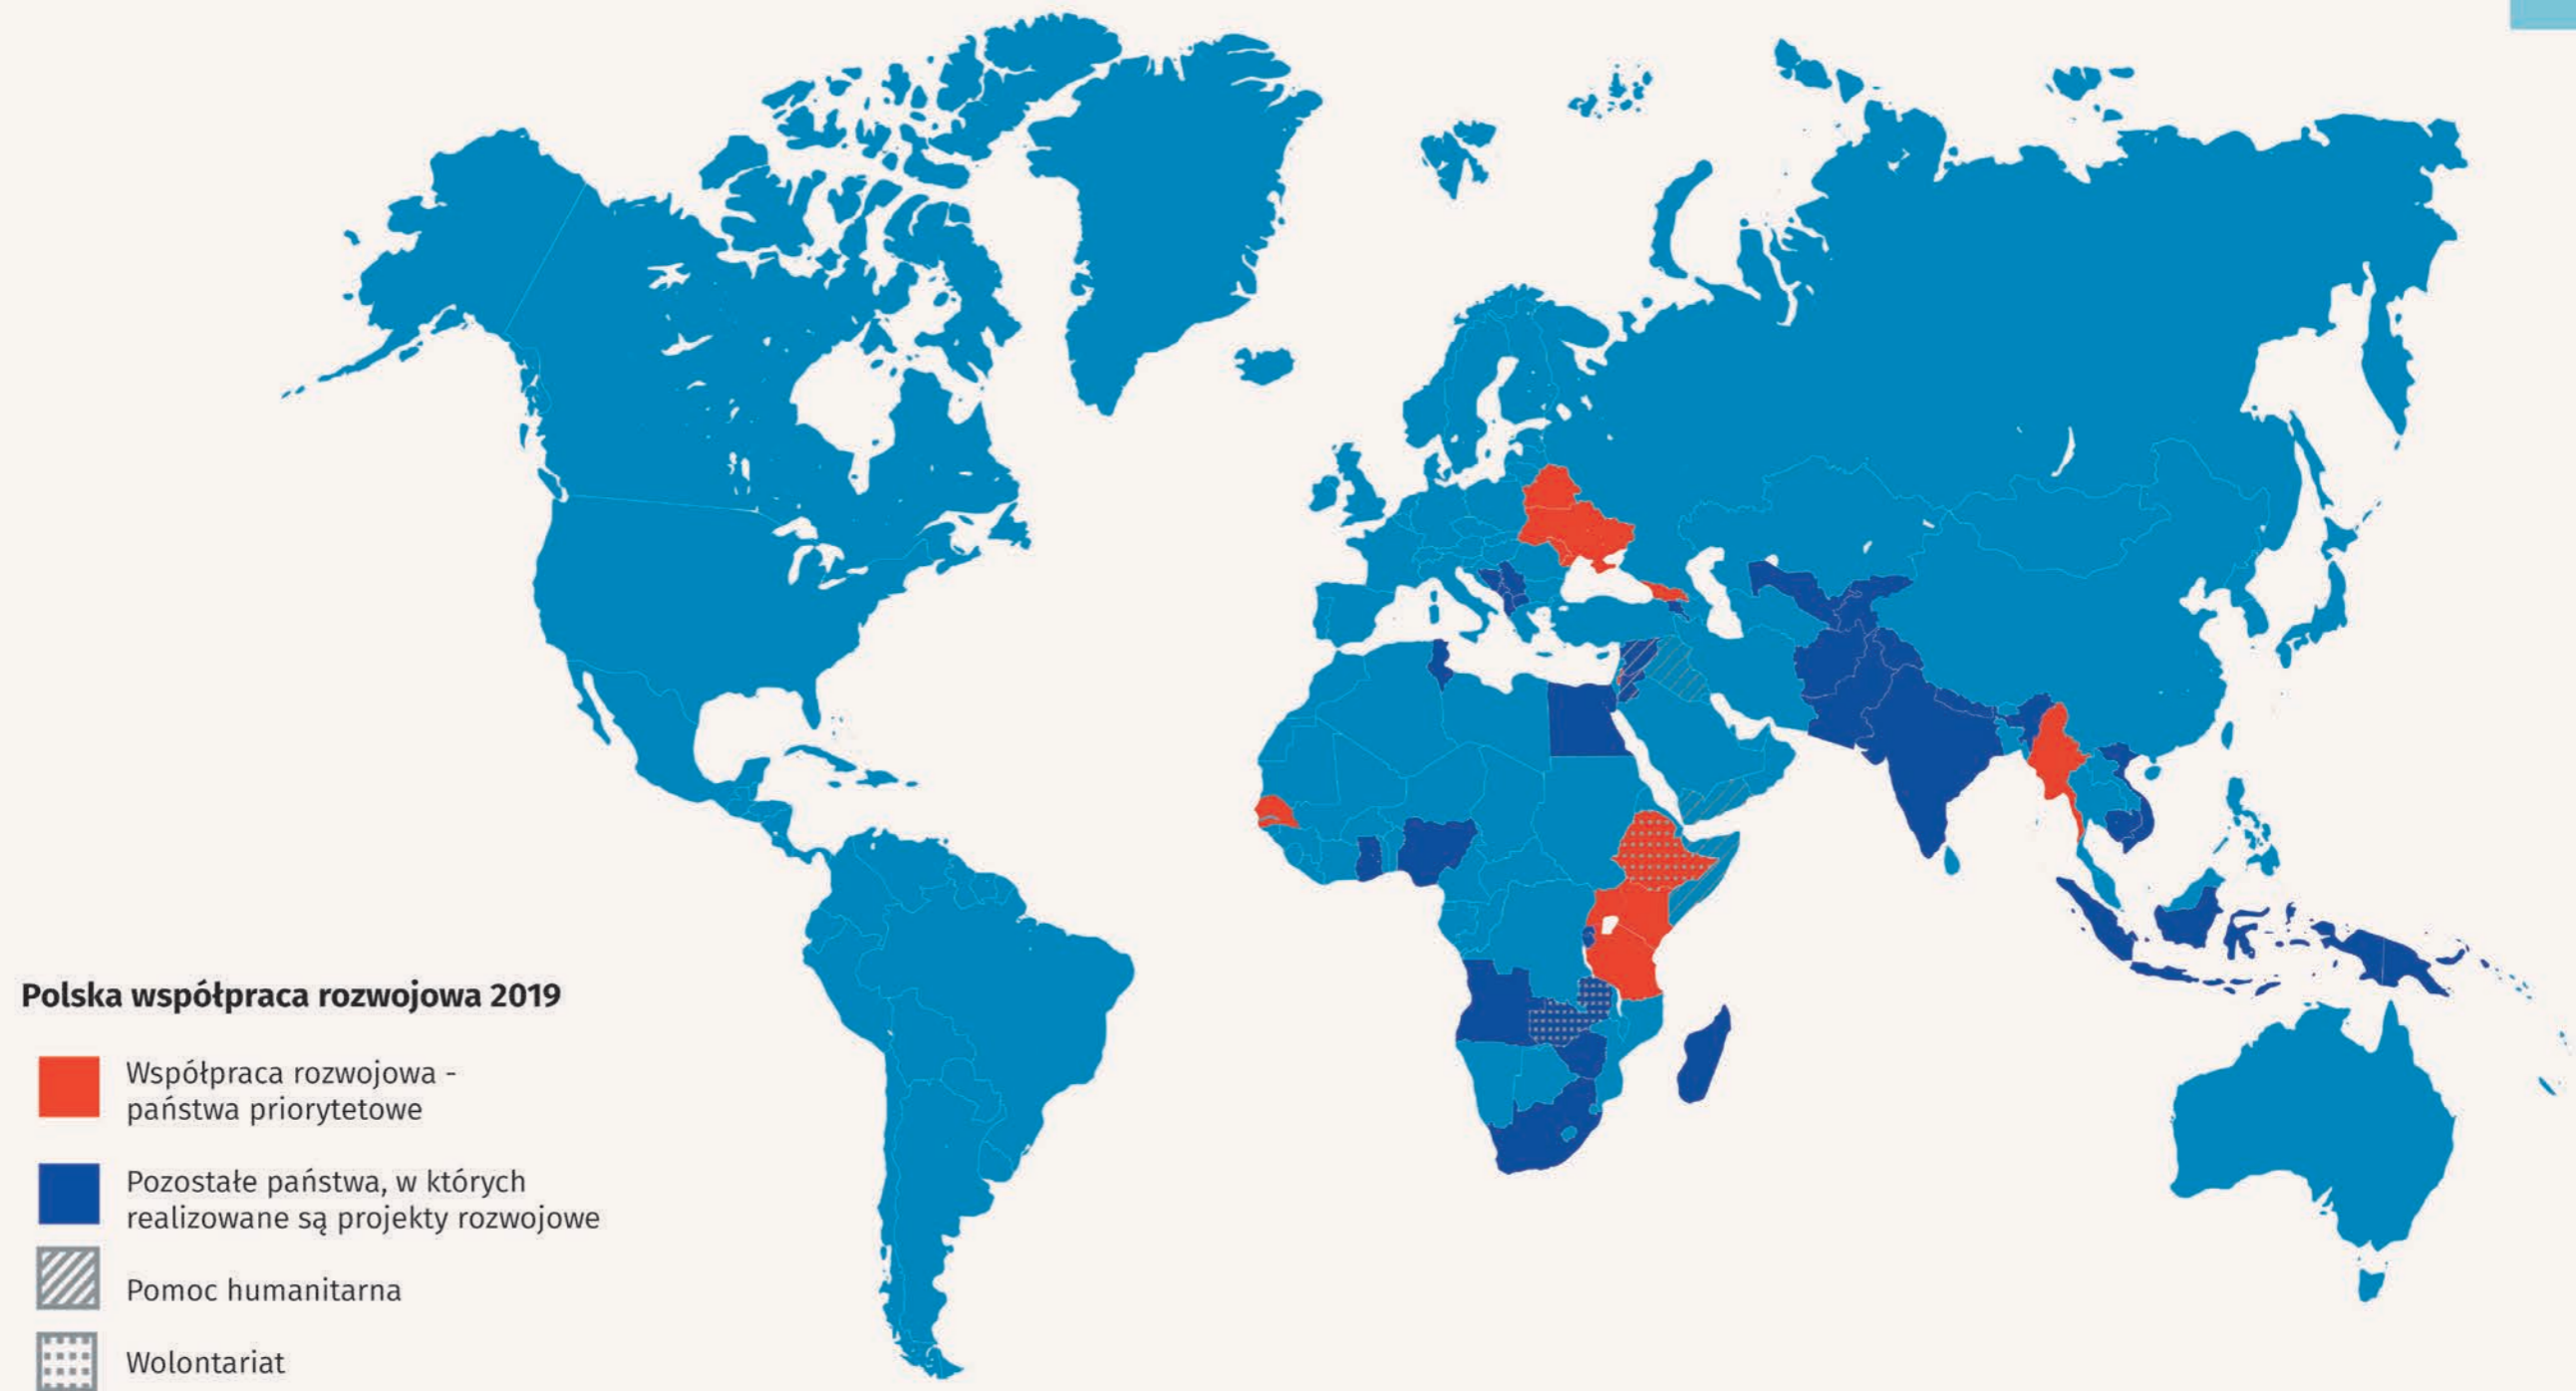 Polska współpraca rozwojowa 2019
Współpraca rozwojowa -
państwa priorytetowe
Pozostałe państwa, w których
realizowane są projekty rozwojowe
Pomoc humanitarna
Wolontariat